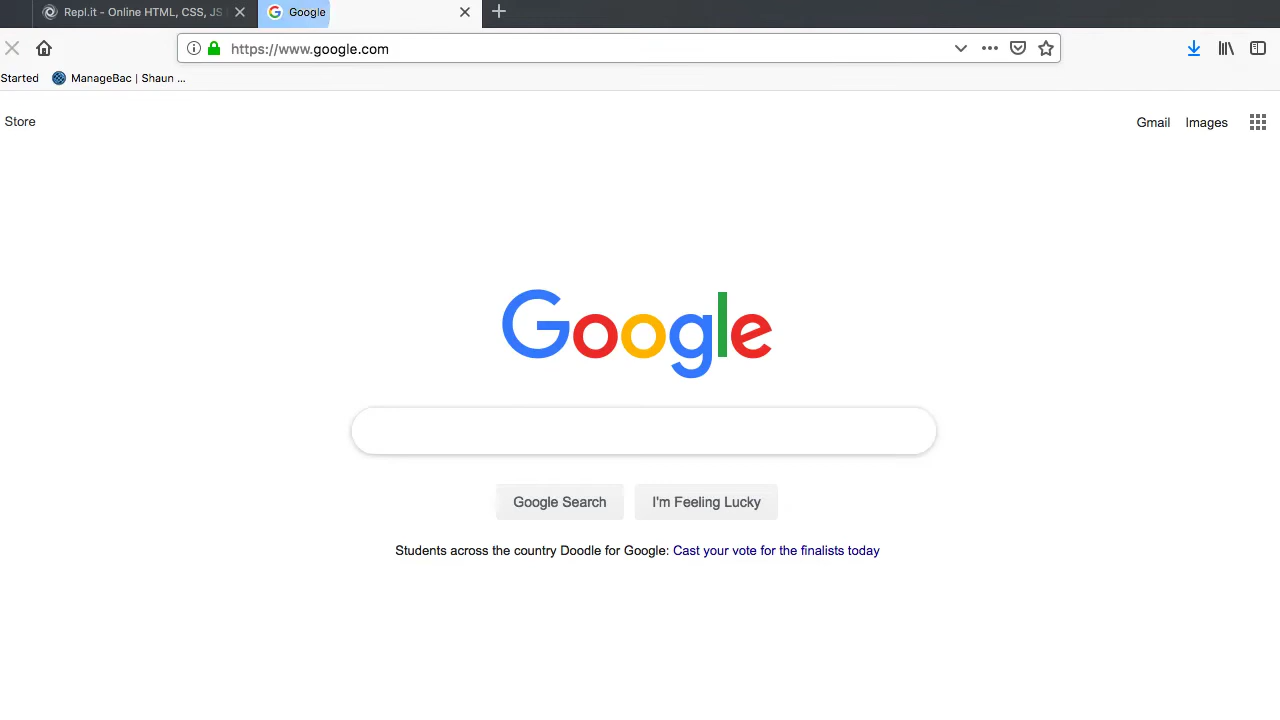 Repl.it - Online HTML, CSS, JS
Google
https://www.google.com
Started
ManageBac | Shaun ...
Store
Gmail
Images
Google
Google Search
I'm Feeling Lucky
Students across the country Doodle for Google: Cast your vote for the finalists today